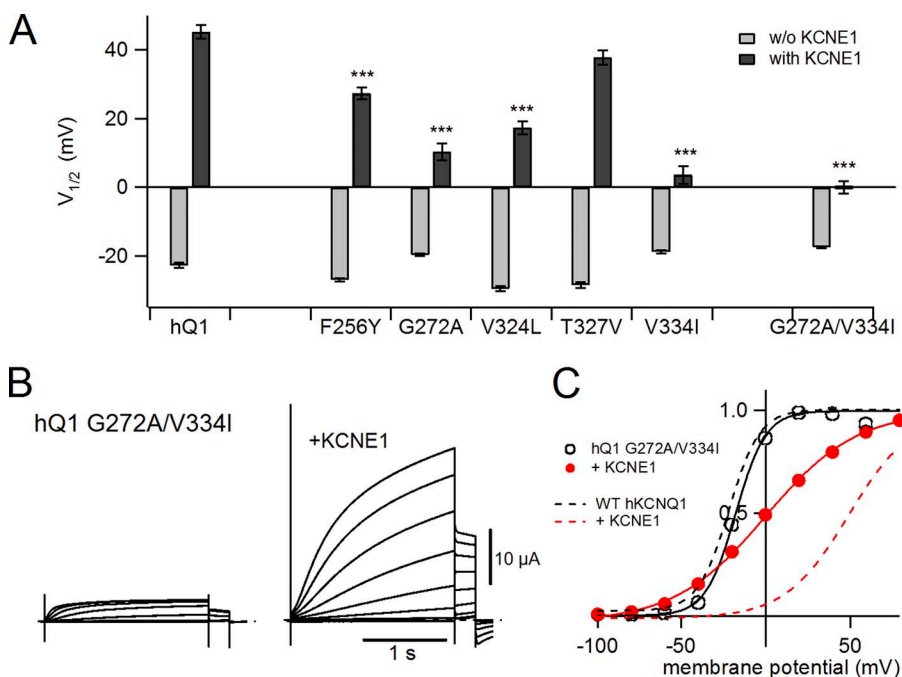 A
40
20
0
-20
V1/2 (mV)
w/o KCNE1
with KCNE1
***
***
***
***
***
hQ1
F256Y
G272A
V324L
T327V
V334I
G272A/V334I
B
hQ1 G272A/V334I
+KCNE1
10 µA
1 s
C
1.0
0.5
hQ1 G272A/V334I
+ KCNE1
WT hKCNQ1
+ KCNE1
-100
-50
0
50
membrane potential (mV)